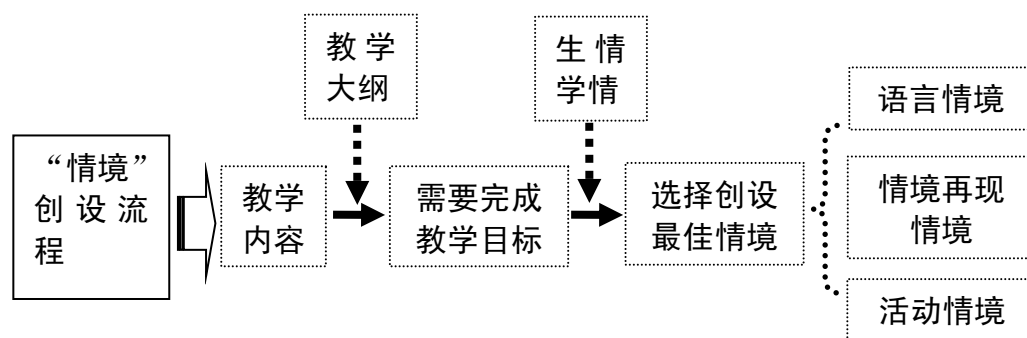 教 学
大纲
生 情
学情
语言情境
“情境”
创 设 流
程
教学
内容
需要完成
教学目标
选择创设
最佳情境
情境再现
情境
活动情境